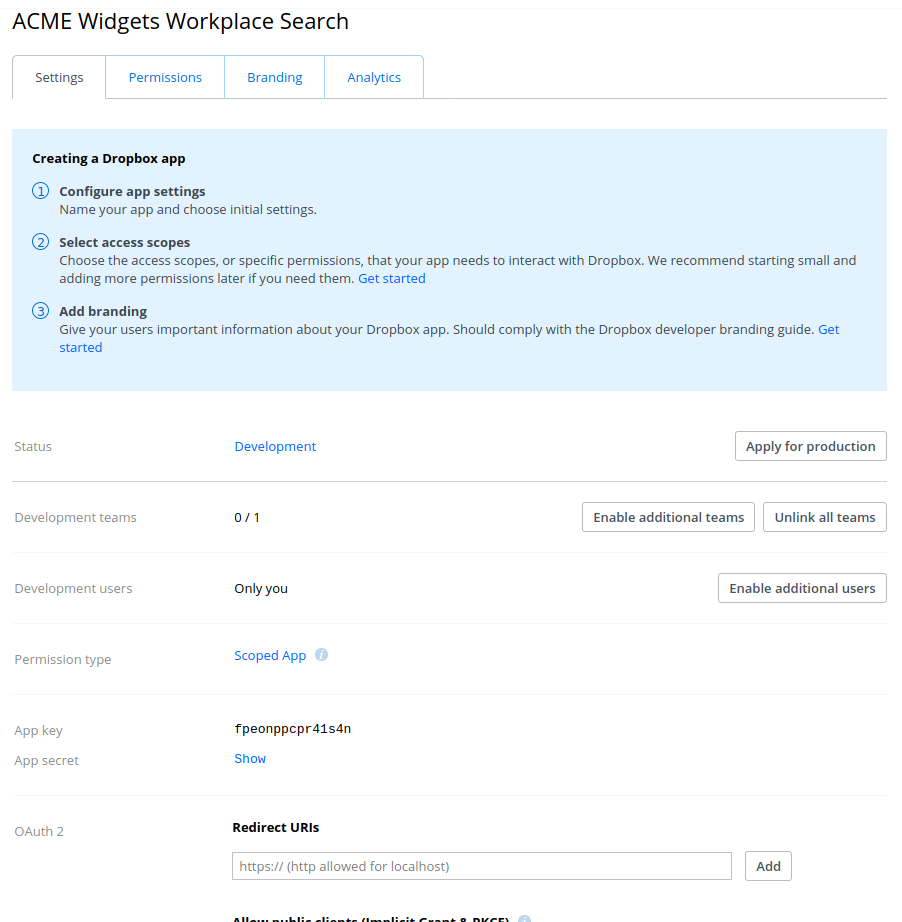 ACME Widgets Workplace Search
Settings
Permissions
Branding
Analytics
Creating a Dropbox app
1 Configure app settings
Name your app and choose initial settings.
2 Select access scopes
Choose the access scopes, or specific permissions, that your app needs to interact with Dropbox. We recommend starting small and
adding more permissions later if you need them. Get started
3 Add branding
Give your users important information about your Dropbox app. Should comply with the Dropbox developer branding guide. Get
started
Status Development Apply for production
Development teams 0 / 1 Enable additional teams Unlink all teams
Development users Only you Enable additional users
Permission type Scoped App i
App key fpeonppcpr41s4n
App secret Show
OAuth 2 Redirect URIs
https:// (http allowed for localhost) Add
Allow public clients (Implicit Grant & PKCE) i